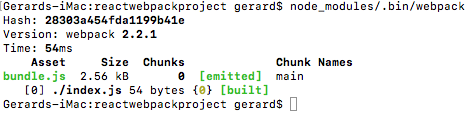 Gerards-iMac:reactwebpackproject gerard$ node_modules/.bin/webpack
Hash: 28303a454fda1199b41e
Version: webpack 2.2.1
Time: 54ms
Asset Size Chunks Chunk Names
bundle.js 2.56 kB 0 [emitted] main
[0] ./index.js 54 bytes {0} [built]
Gerards-iMac:reactwebpackproject gerard$